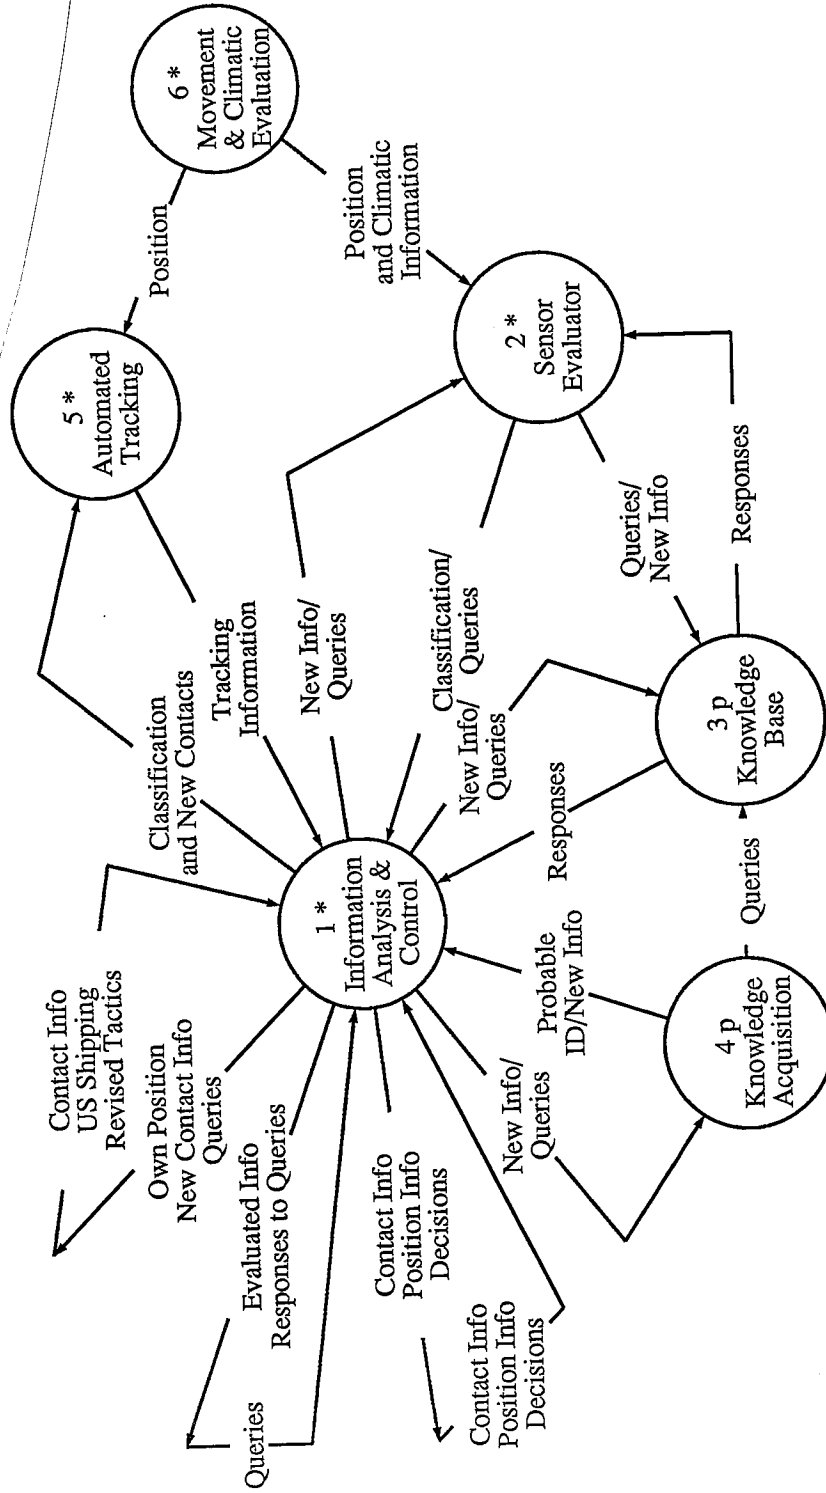 Contact Info
US Shipping
Revised Tactics
Own Position
New Contact Info
Queries
Evaluated Info
Responses to Queries
Queries
Contact Info
Position Info
Decisions
Contact Info
Position Info
Decisions
1 *
Information
Analysis &
Control
Classification
and New Contacts
Tracking
Information
5 *
Automated
Tracking
Position
6 *
Movement
& Climatic
Evaluation
Position
and Climatic
Information
New Info/
Queries
2 *
Sensor
Evaluator
Classification/
Queries
New Info/
Queries
Queries/
New Info
Responses
Responses
3 p
Knowledge
Base
Probable
ID/New Info
New Info/
Queries
4 p
Knowledge
Acquisition
Queries